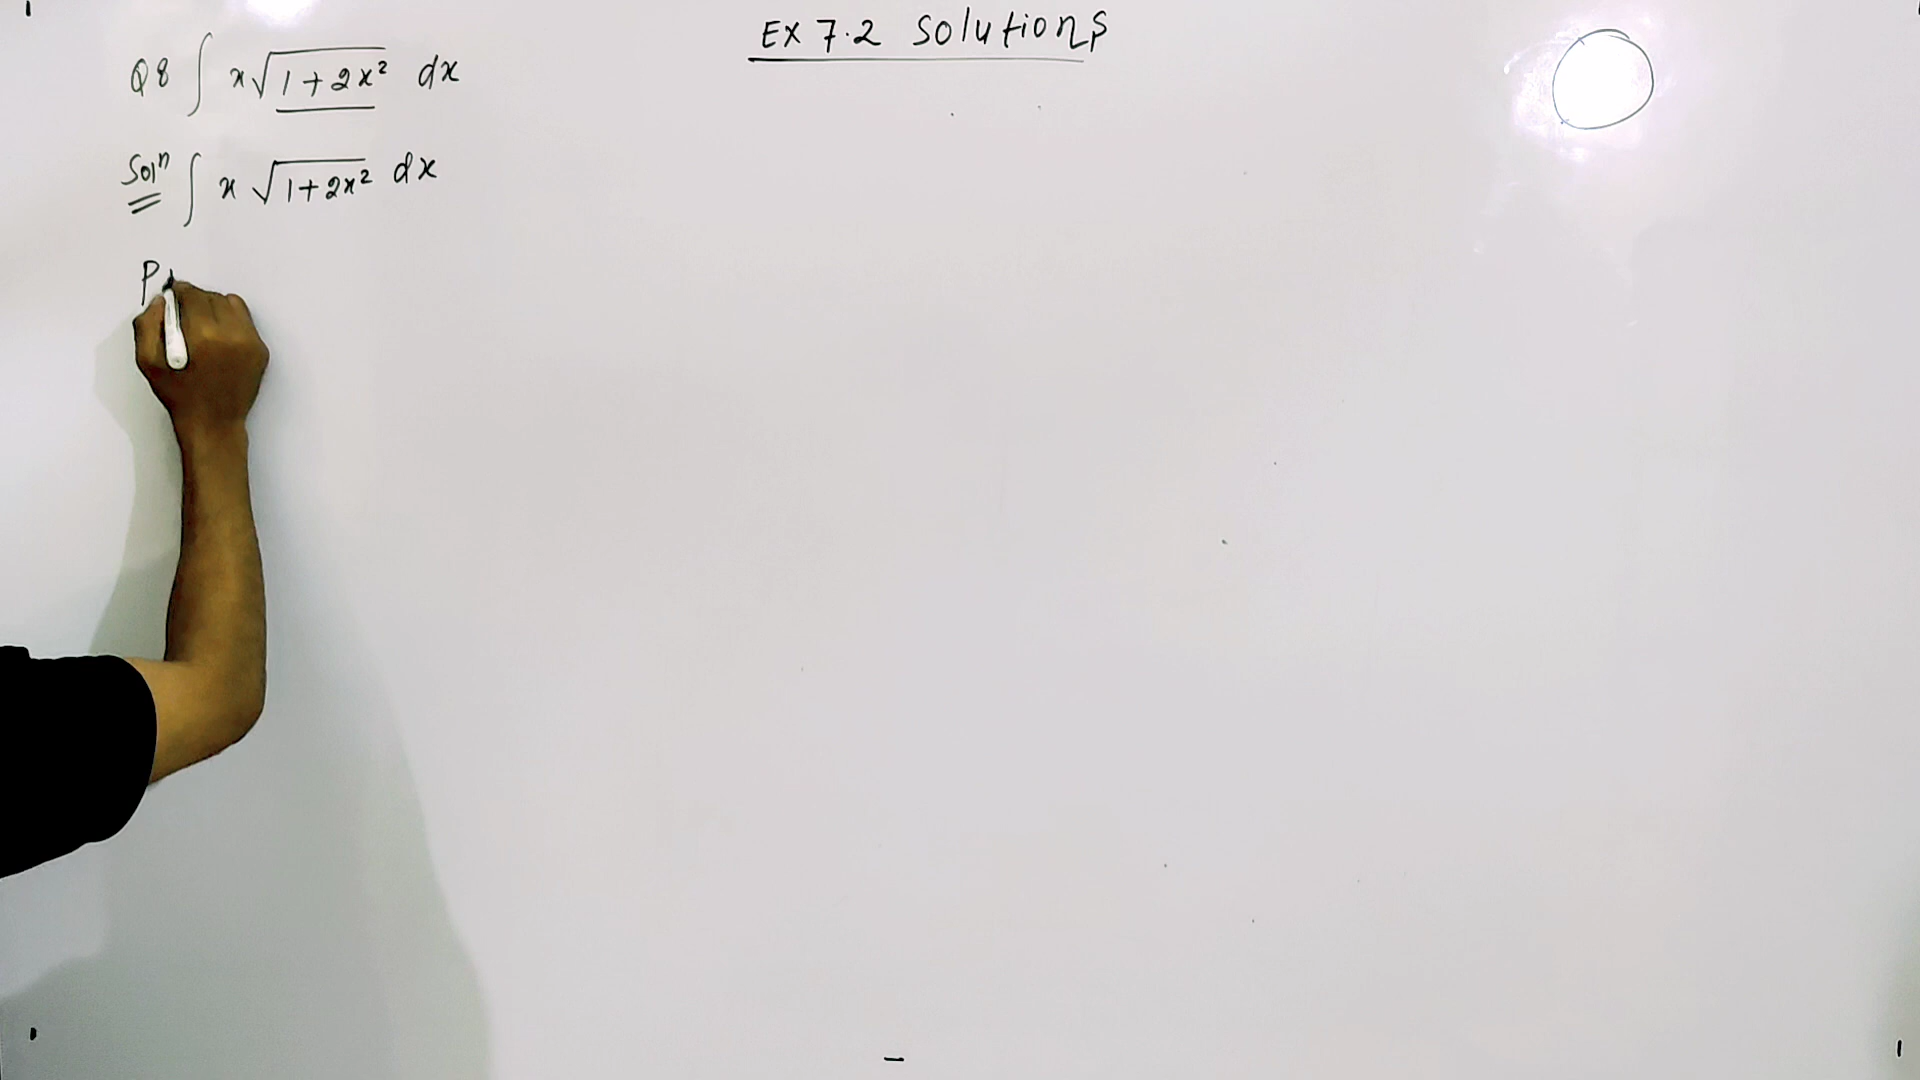 Ex 7.2 Solutions
Q8 ∫ x√(1+2x²) dx
Solⁿ ∫ x √(1+2x²) dx
P